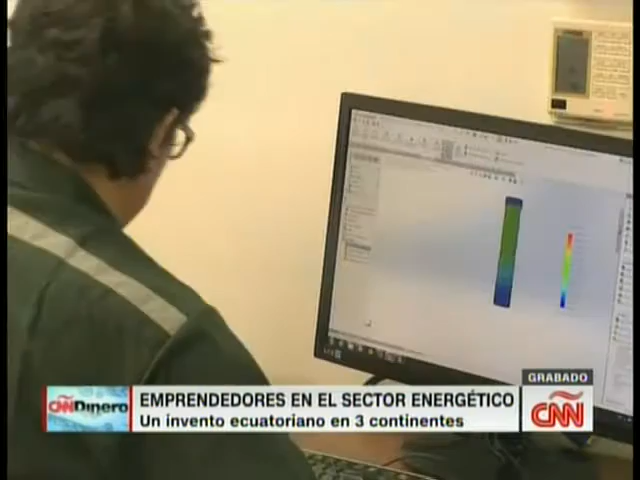 GRABADO
CNNDinero
EMPRENDEDORES EN EL SECTOR ENERGÉTICO
Un invento ecuatoriano en 3 continentes
CNN